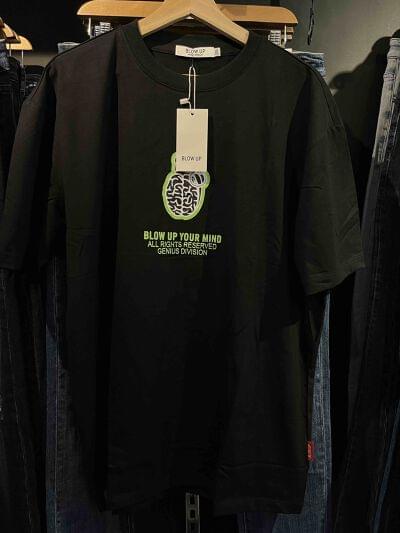 BLOW UP
BLOW UP
BLOW UP YOUR MIND
ALL RIGHTS RESERVED
GENIUS DIVISION